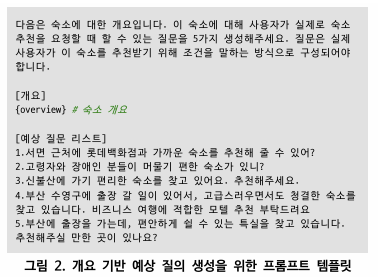 다음은 숙소에 대한 개요입니다. 이 숙소에 대해 사용자가 실제로 숙소
추천을 요청할 때 할 수 있는 질문을 5가지 생성해주세요. 질문은 실제
사용자가 이 숙소를 추천받기 위해 조건을 말하는 방식으로 구성되어야
합니다.
[개요]
{overview} # 숙소 개요
[예상 질문 리스트]
1.서면 근처에 롯데백화점과 가까운 숙소를 추천해 줄 수 있어?
2.고령자와 장애인 분들이 머물기 편한 숙소가 있니?
3.신불산에 가기 편리한 숙소를 찾고 있어요. 추천해주세요.
4.부산 수영구에 출장 갈 일이 있어서, 고급스러우면서도 청결한 숙소를
찾고 있습니다. 비즈니스 여행에 적합한 모텔 추천 부탁드려요
5.부산에 출장을 가는데, 편안하게 쉴 수 있는 특실을 찾고 있습니다.
추천해주실 만한 곳이 있나요?
그림 2. 개요 기반 예상 질의 생성을 위한 프롬프트 템플릿